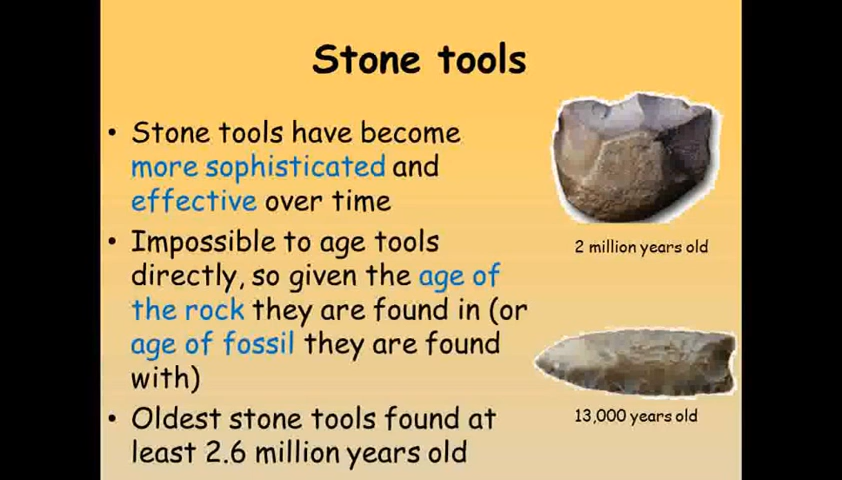 Stone tools
• Stone tools have become
more sophisticated and
effective over time
• Impossible to age tools
directly, so given the age of
the rock they are found in (or
age of fossil they are found
with)
• Oldest stone tools found at
least 2.6 million years old
2 million years old
13,000 years old